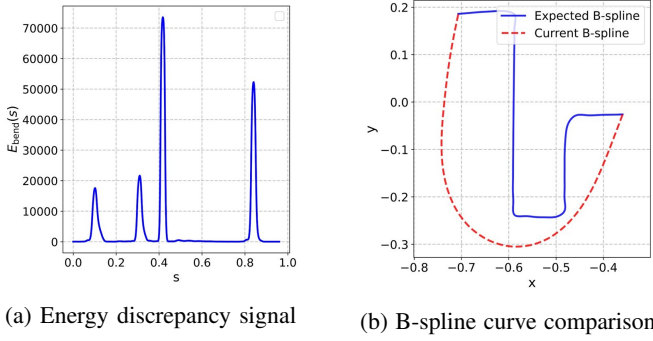 70000
60000
50000
40000
30000
20000
10000
0
E_bend(s)
0.0 0.2 0.4 0.6 0.8 1.0
s
(a) Energy discrepancy signal
0.2
0.1
0.0
−0.1
−0.2
−0.3
y
Expected B-spline
Current B-spline
−0.8 −0.7 −0.6 −0.5 −0.4
x
(b) B-spline curve comparison